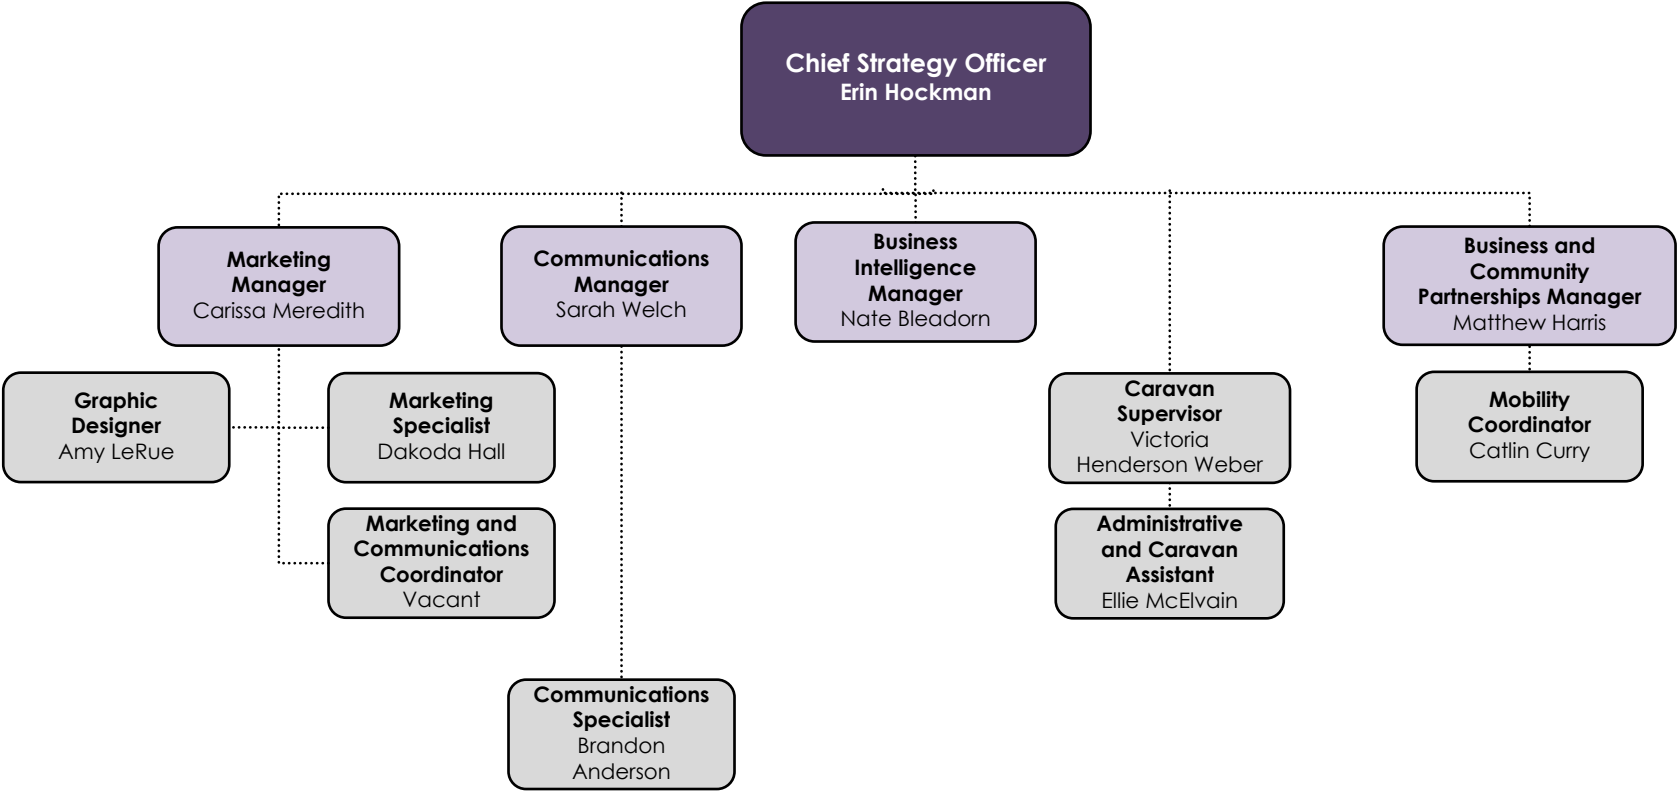 Chief Strategy Officer
Erin Hockman
Marketing
Manager
Carissa Meredith
Communications
Manager
Sarah Welch
Business
Intelligence
Manager
Nate Bleadorn
Business and
Community
Partnerships Manager
Matthew Harris
Graphic
Designer
Amy LeRue
Marketing
Specialist
Dakoda Hall
Caravan
Supervisor
Victoria
Henderson Weber
Mobility
Coordinator
Catlin Curry
Marketing and
Communications
Coordinator
Vacant
Administrative
and Caravan
Assistant
Ellie McElvain
Communications
Specialist
Brandon
Anderson